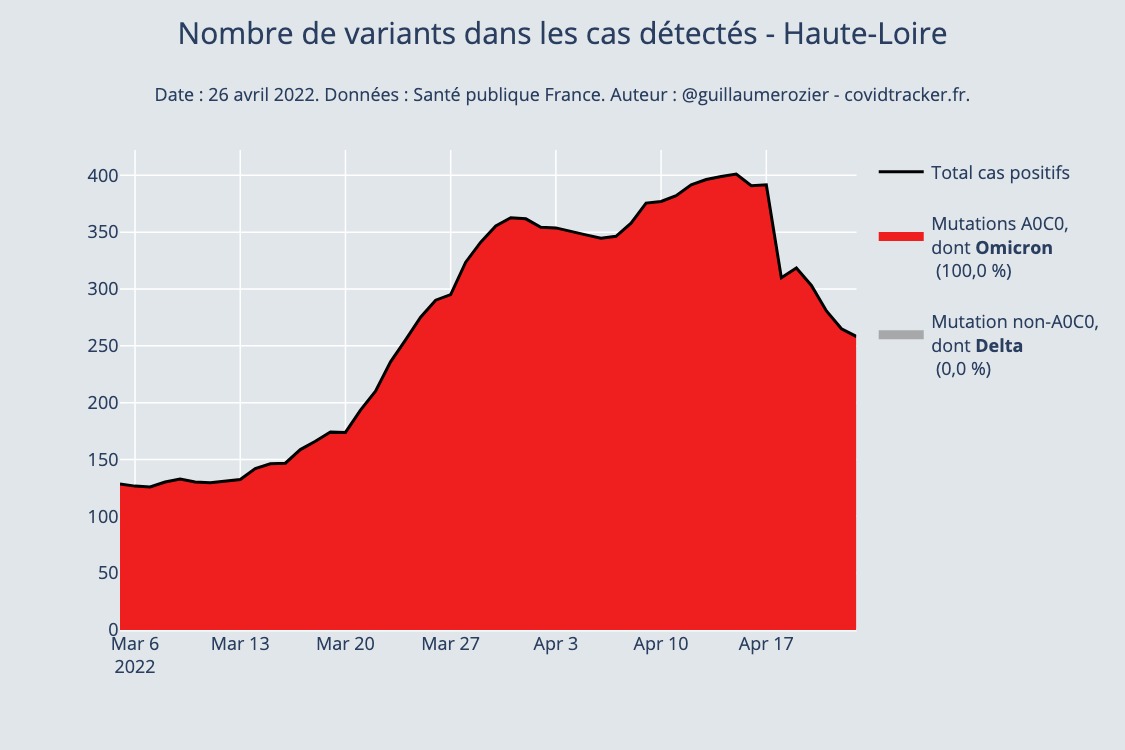 Nombre de variants dans les cas détectés - Haute-Loire
Date : 26 avril 2022. Données : Santé publique France. Auteur : @guillaumerozier - covidtracker.fr.
400
350
300
250
200
150
100
50
0
Mar 6
2022
Mar 13
Mar 20
Mar 27
Apr 3
Apr 10
Apr 17
Total cas positifs
Mutations A0C0,
dont Omicron
(100,0 %)
Mutation non-A0C0,
dont Delta
(0,0 %)